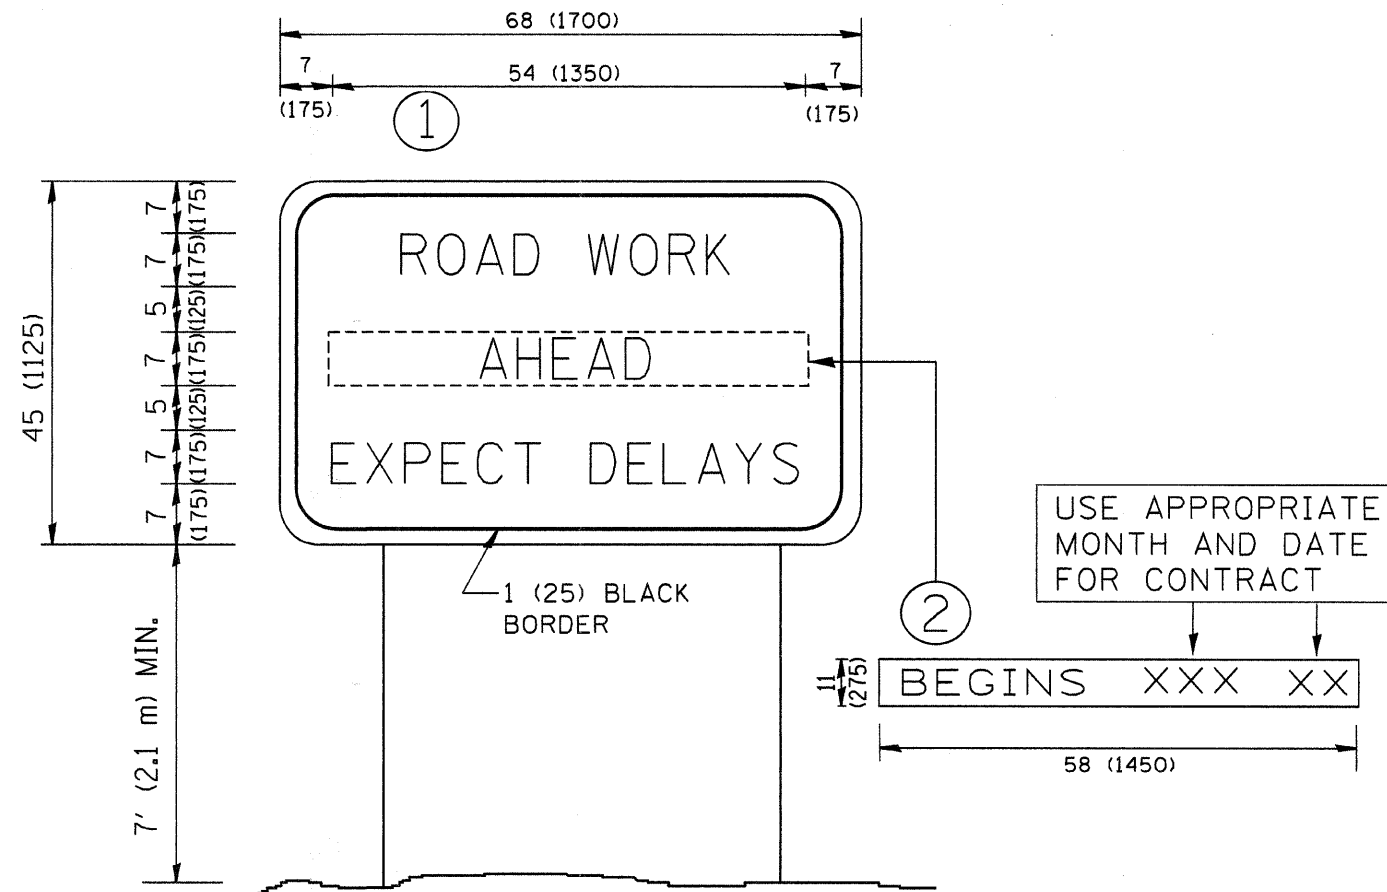 68 (1700)
7
54 (1350)
7
(175)
(175)
1
45 (1125)
7
(175)
7
(175)
5
(125)
7
(175)
5
(125)
7
(175)
7
(175)
ROAD WORK
AHEAD
EXPECT DELAYS
1 (25) BLACK
BORDER
7' (2.1 m) MIN.
2
USE APPROPRIATE
MONTH AND DATE
FOR CONTRACT
11
(275)
BEGINS XXX XX
58 (1450)